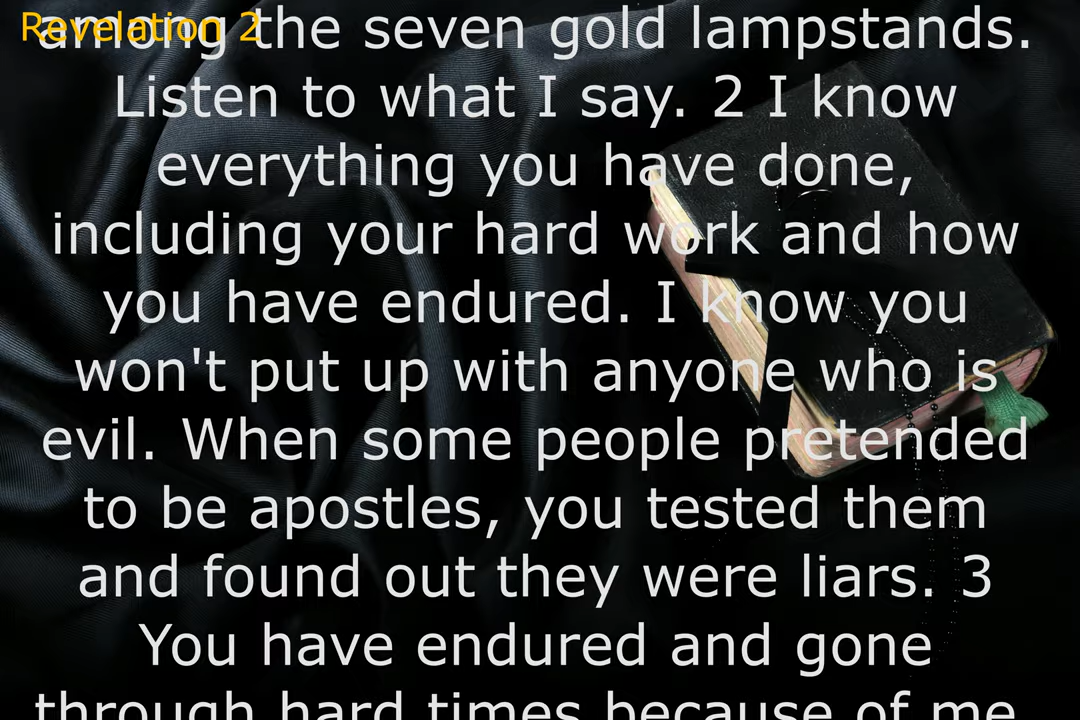 Revelation 2
among the seven gold lampstands.
Listen to what I say. 2 I know
everything you have done,
including your hard work and how
you have endured. I know you
won't put up with anyone who is
evil. When some people pretended
to be apostles, you tested them
and found out they were liars. 3
You have endured and gone
through hard times because of me